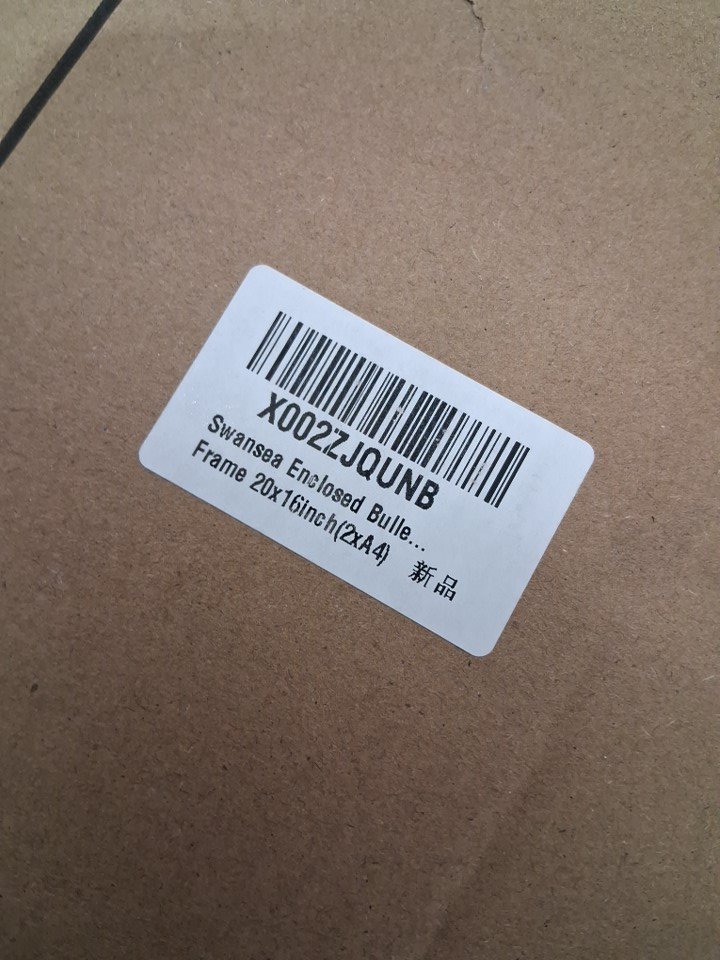 X002ZJQUNB
Swansea Enclosed Bulle...
Frame 20x16inch(2xA4)
新品